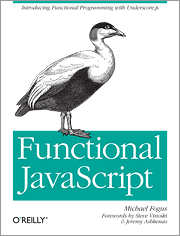 Introducing Functional Programming with Underscore.js
Functional
JavaScript
Michael Fogus
O'REILLY®
Forewords by Steve Vinoski
& Jeremy Ashkenas